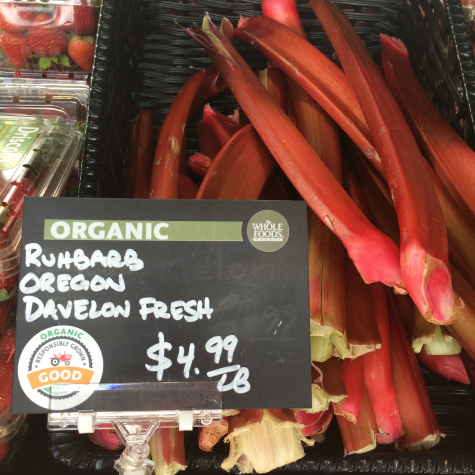 ORGANIC
WHOLE
FOODS
MARKET
RUHBARB
OREGON
DAVELON FRESH
$4.99
LB
ORGANIC
RESPONSIBLY GROWN
GOOD